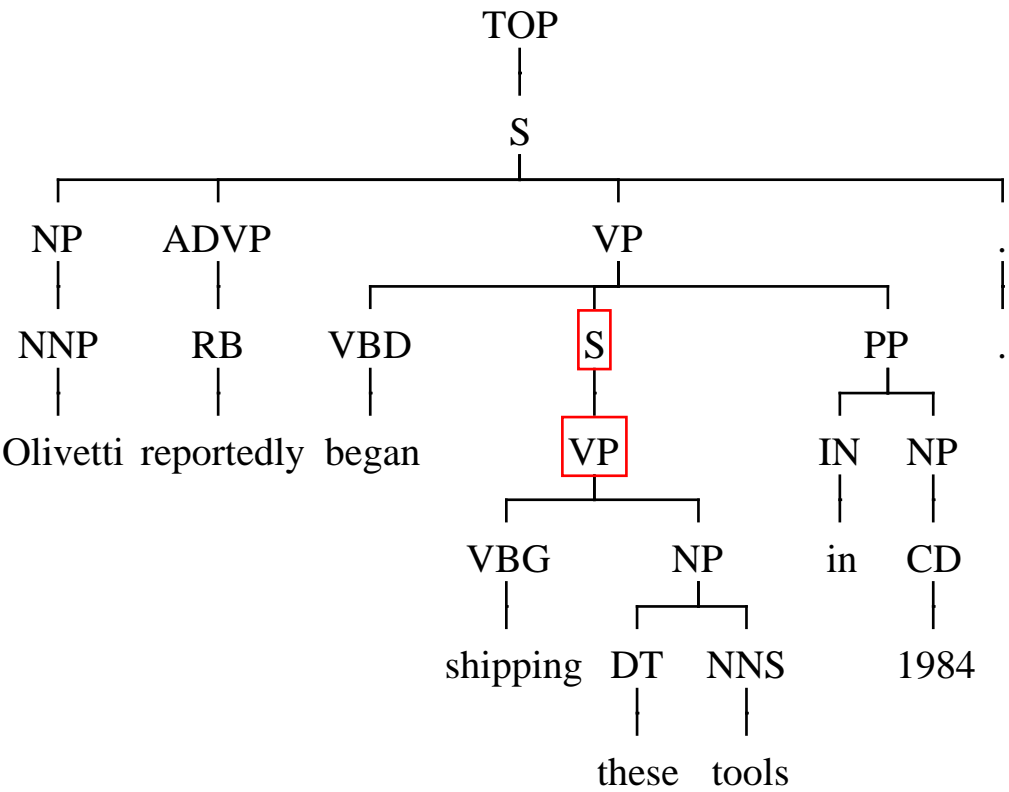 TOP
S
NP ADVP VP .
NNP RB VBD S PP .
Olivetti reportedly began VP IN NP
VBG NP in CD
shipping DT NNS 1984
these tools